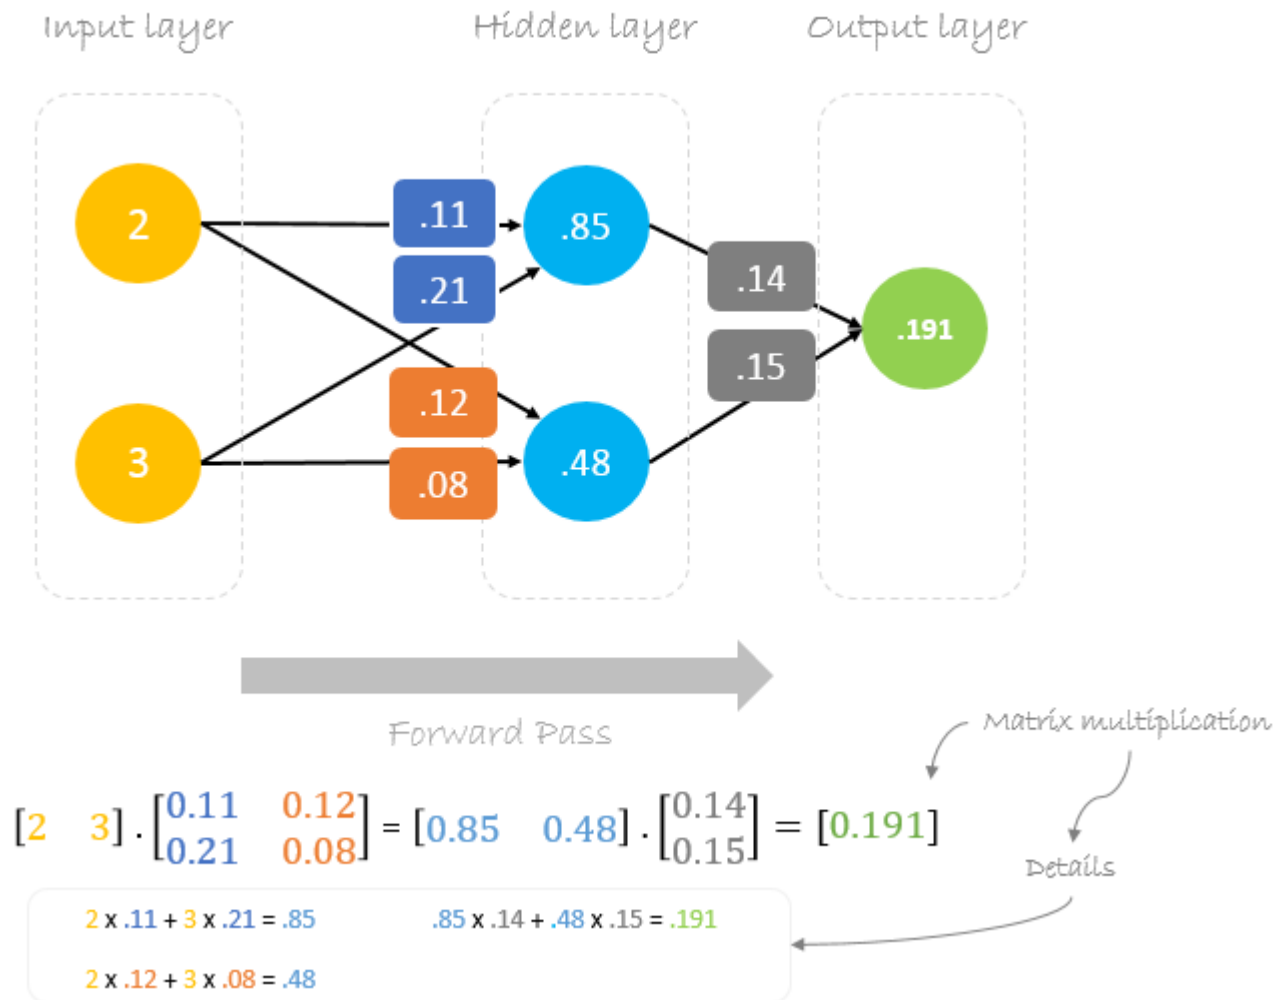 Input layer Hidden layer Output layer
2 .11 .85
.21 .14
.191
.12 .15
3 .08 .48
Forward Pass
Matrix multiplication
[2 3] . [0.11 0.12
0.21 0.08] = [0.85 0.48] . [0.14
0.15] = [0.191]
Details
2 x .11 + 3 x .21 = .85 .85 x .14 + .48 x .15 = .191
2 x .12 + 3 x .08 = .48